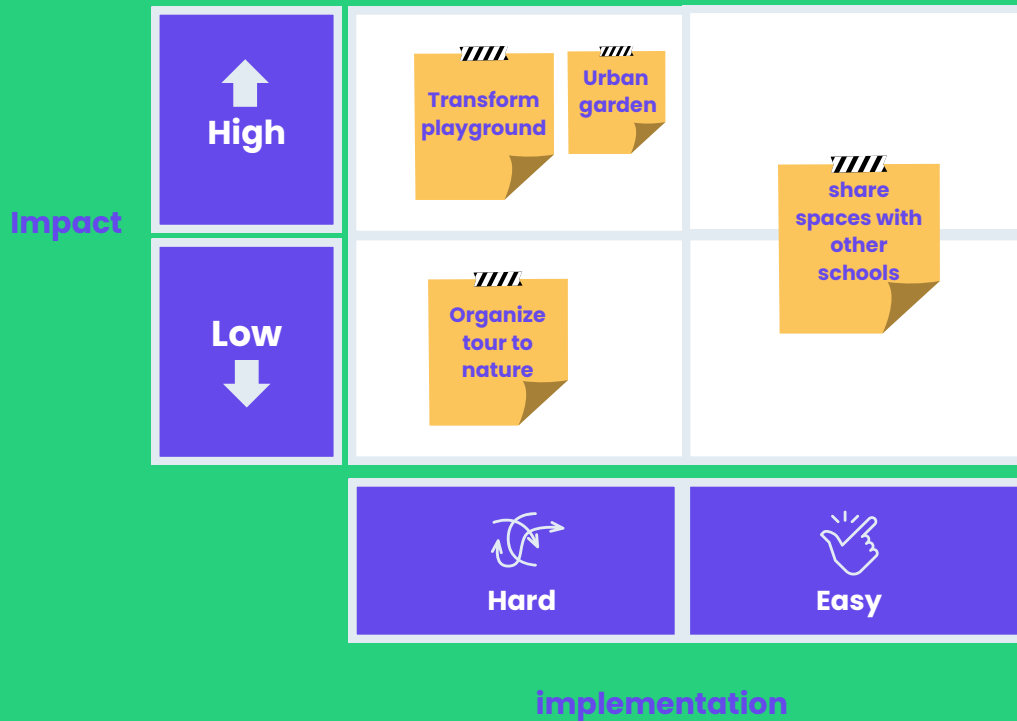 High
Transform
playground
Urban
garden
Impact
share
spaces with
other
schools
Low
Organize
tour to
nature
Hard
Easy
implementation